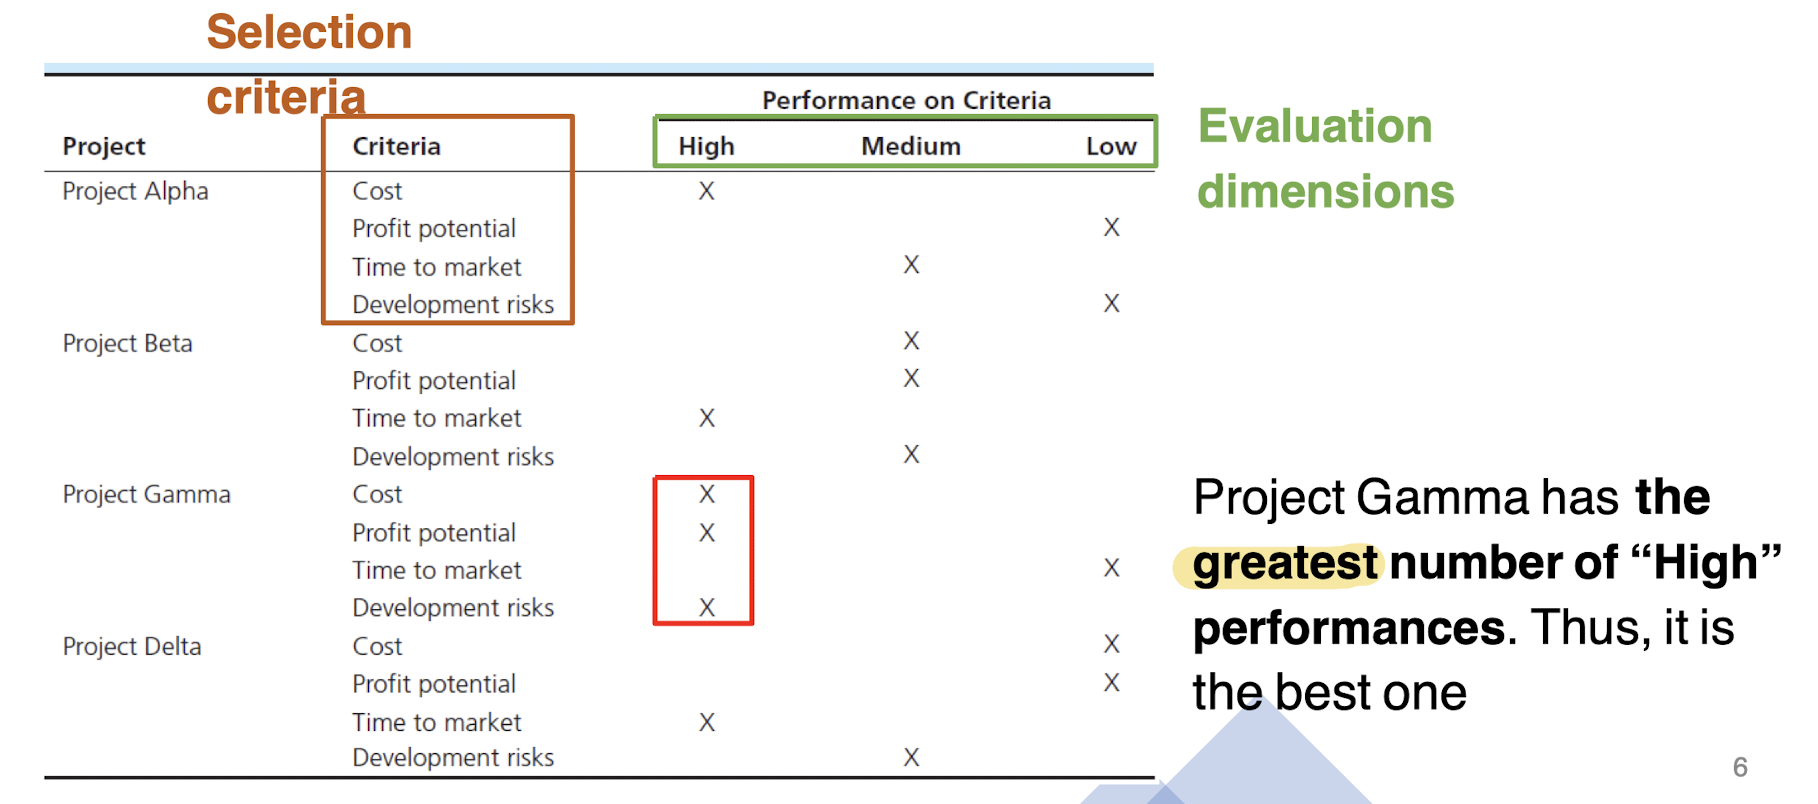 Selection
criteria
Performance on Criteria
Project Criteria High Medium Low
Project Alpha Cost X
Profit potential X
Time to market X
Development risks X
Project Beta Cost X
Profit potential X
Time to market X
Development risks X
Project Gamma Cost X
Profit potential X
Time to market X
Development risks X
Project Delta Cost X
Profit potential X
Time to market X
Development risks X
Evaluation
dimensions
Project Gamma has the
greatest number of “High”
performances. Thus, it is
the best one
6